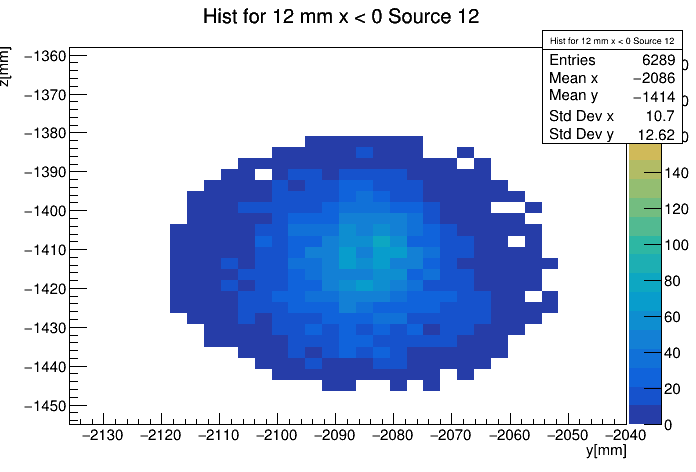 Hist for 12 mm x < 0 Source 12
z[mm]
Hist for 12 mm x < 0 Source 12
Entries 6289
Mean x −2086
Mean y −1414
Std Dev x 10.7
Std Dev y 12.62
−1360
−1370
−1380
−1390
−1400
−1410
−1420
−1430
−1440
−1450
140
120
100
80
60
40
20
0
−2130 −2120 −2110 −2100 −2090 −2080 −2070 −2060 −2050 −2040
y[mm]